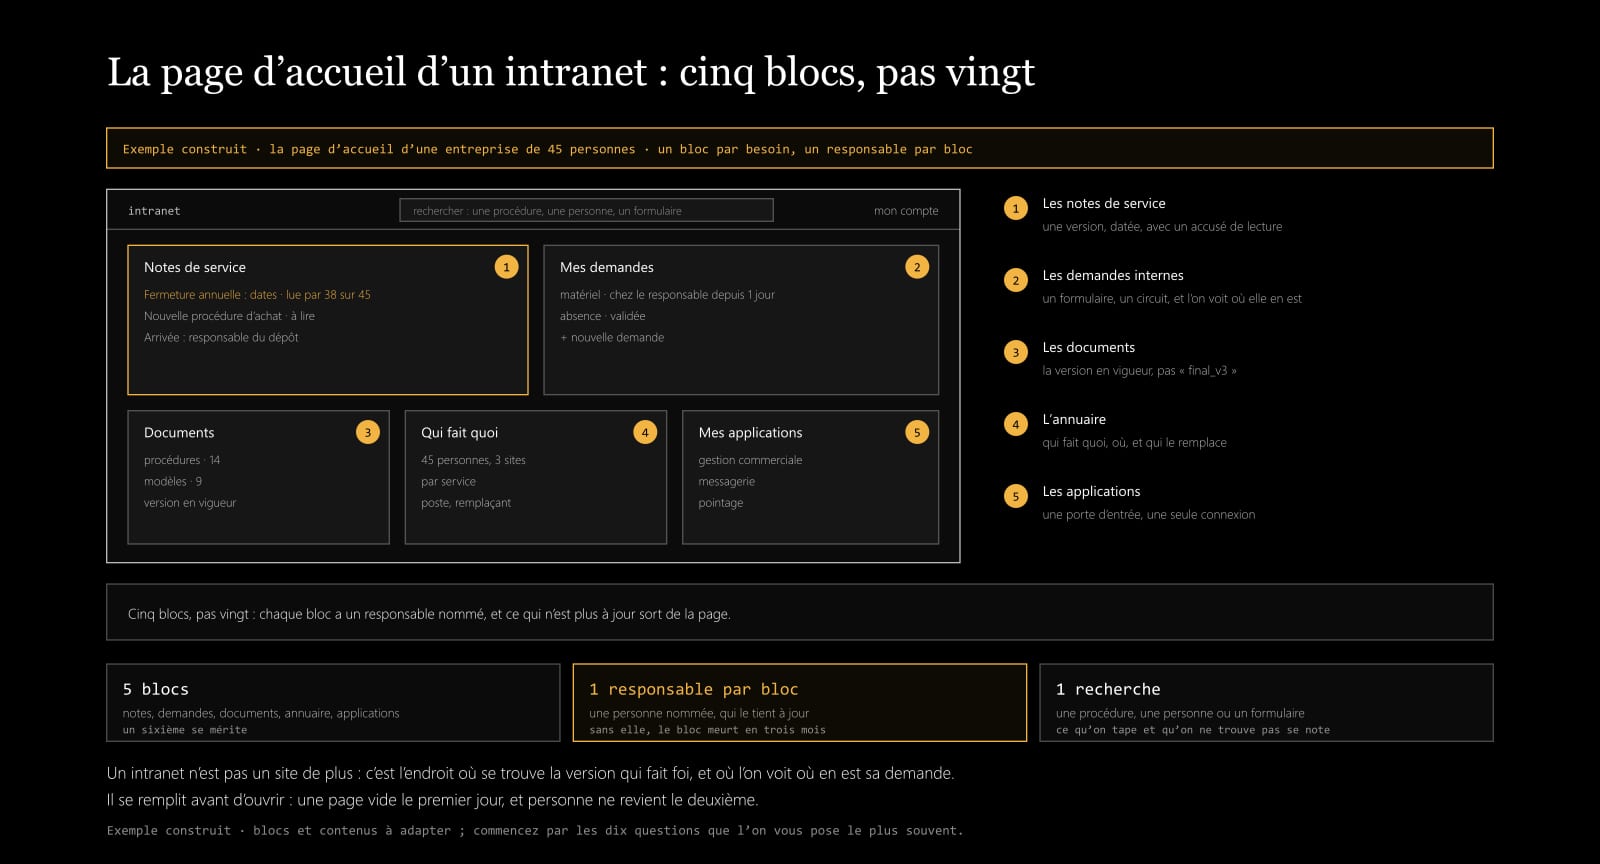 La page d’accueil d’un intranet : cinq blocs, pas vingt
Exemple construit · la page d’accueil d’une entreprise de 45 personnes · un bloc par besoin, un responsable par bloc
intranet
rechercher : une procédure, une personne, un formulaire
mon compte
Notes de service
1
Fermeture annuelle : dates · lue par 38 sur 45
Nouvelle procédure d’achat · à lire
Arrivée : responsable du dépôt
Mes demandes
2
matériel · chez le responsable depuis 1 jour
absence · validée
+ nouvelle demande
Documents
3
procédures · 14
modèles · 9
version en vigueur
Qui fait quoi
4
45 personnes, 3 sites
par service
poste, remplaçant
Mes applications
5
gestion commerciale
messagerie
pointage
1
Les notes de service
une version, datée, avec un accusé de lecture
2
Les demandes internes
un formulaire, un circuit, et l’on voit où elle en est
3
Les documents
la version en vigueur, pas « final_v3 »
4
L’annuaire
qui fait quoi, où, et qui le remplace
5
Les applications
une porte d’entrée, une seule connexion
Cinq blocs, pas vingt : chaque bloc a un responsable nommé, et ce qui n’est plus à jour sort de la page.
5 blocs
notes, demandes, documents, annuaire, applications
un sixième se mérite
1 responsable par bloc
une personne nommée, qui le tient à jour
sans elle, le bloc meurt en trois mois
1 recherche
une procédure, une personne ou un formulaire
ce qu’on tape et qu’on ne trouve pas se note
Un intranet n’est pas un site de plus : c’est l’endroit où se trouve la version qui fait foi, et où l’on voit où en est sa demande.
Il se remplit avant d’ouvrir : une page vide le premier jour, et personne ne revient le deuxième.
Exemple construit · blocs et contenus à adapter ; commencez par les dix questions que l’on vous pose le plus souvent.